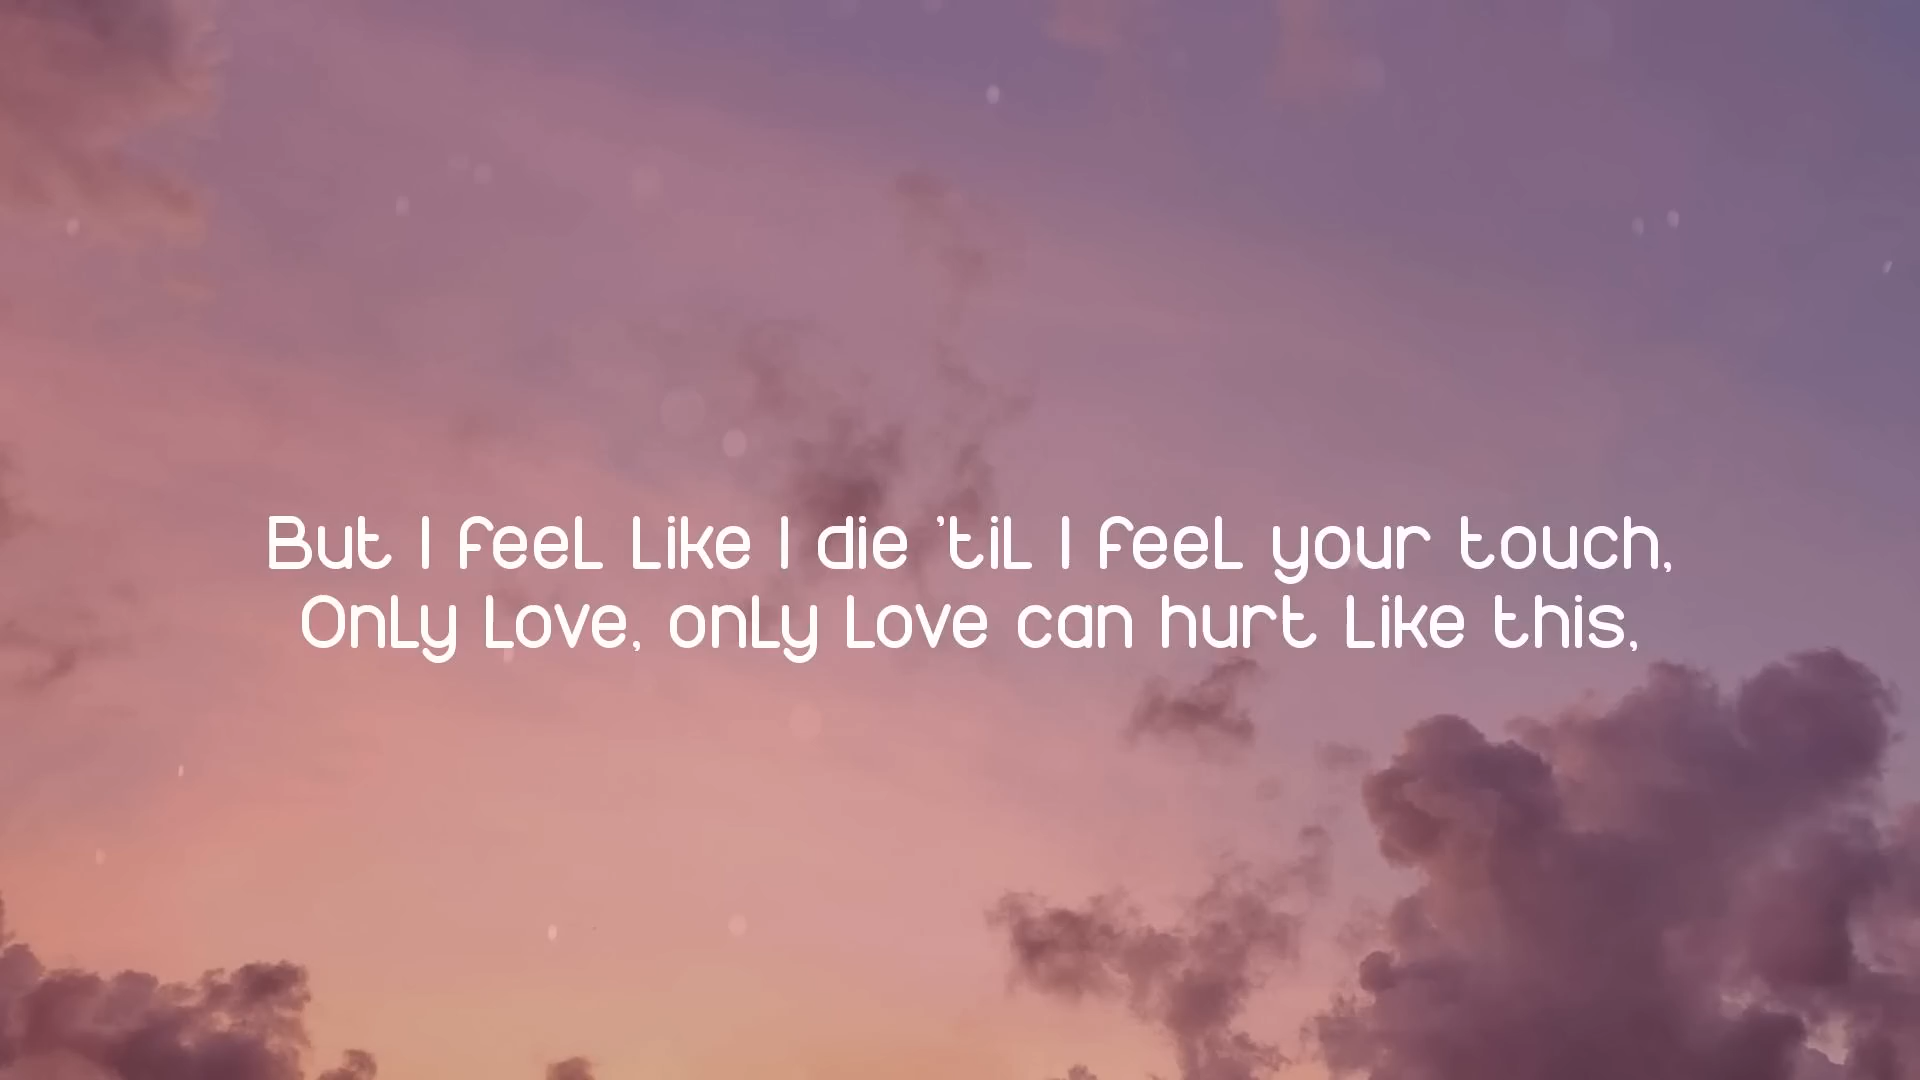 But I feel like I die 'til I feel your touch,
Only love, only love can hurt like this,